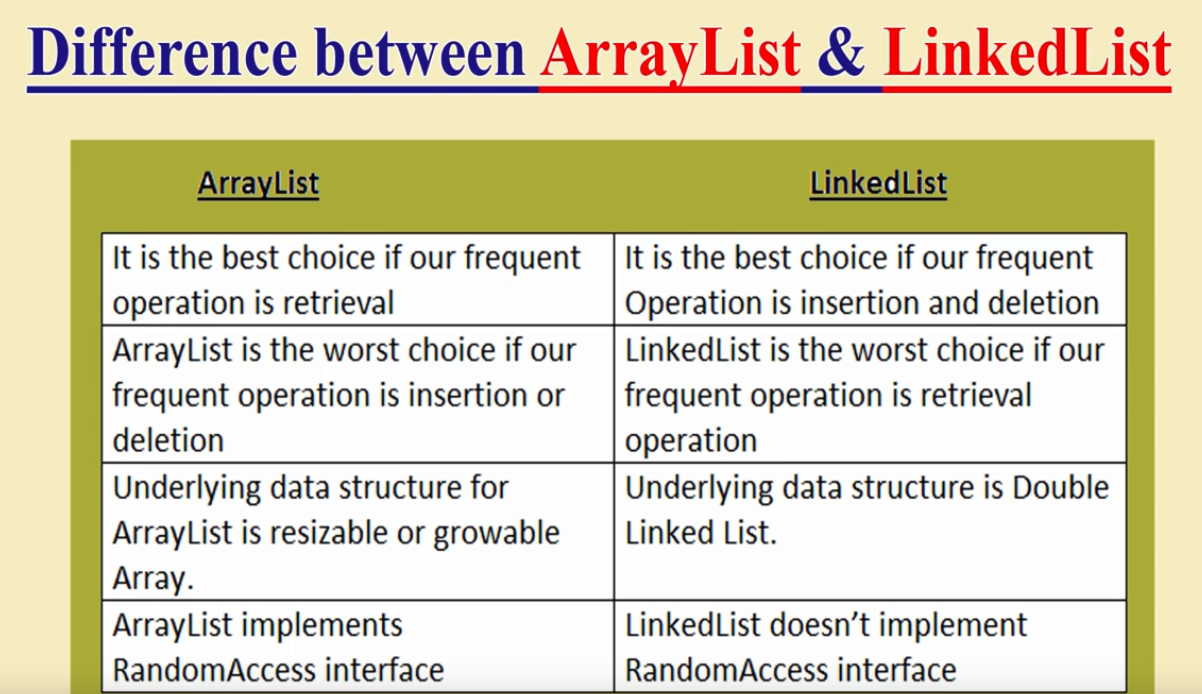 Difference between ArrayList & LinkedList
ArrayList
LinkedList
It is the best choice if our frequent
operation is retrieval
It is the best choice if our frequent
Operation is insertion and deletion
ArrayList is the worst choice if our
frequent operation is insertion or
deletion
LinkedList is the worst choice if our
frequent operation is retrieval
operation
Underlying data structure for
ArrayList is resizable or growable
Array.
Underlying data structure is Double
Linked List.
ArrayList implements
RandomAccess interface
LinkedList doesn’t implement
RandomAccess interface